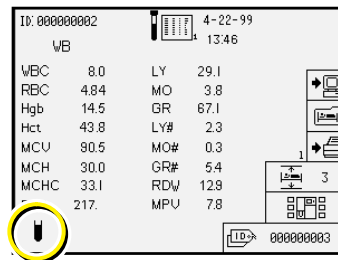 ID: 000000002
WB
1
4-22-99
13:46
WBC 8.0 LY 29.1
RBC 4.84 MO 3.8
Hgb 14.5 GR 67.1
Hct 43.8 LY# 2.3
MCV 90.5 MO# 0.3
MCH 30.0 GR# 5.4
MCHC 33.1 RDW 12.9
217. MPV 7.8
1
3
ID
000000003